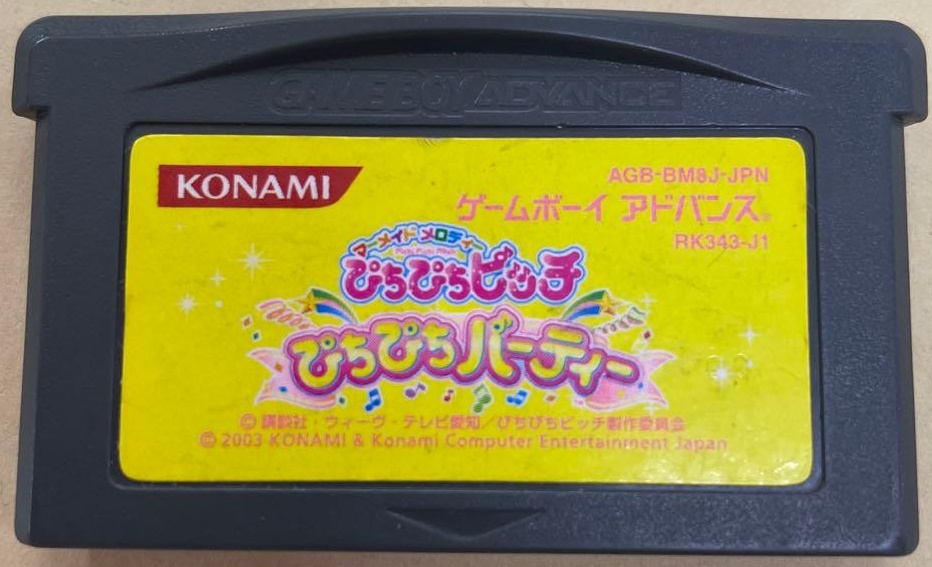 GAME BOY ADVANCE
KONAMI
AGB-BM8J-JPN
ゲームボーイ アドバンス®
RK343-J1
マーメイド メロディー
ぴちぴちピッチ
ぴちぴちパーティー
© 講談社・ウィーヴ・テレビ愛知/ぴちぴちピッチ製作委員会
© 2003 KONAMI & Konami Computer Entertainment Japan